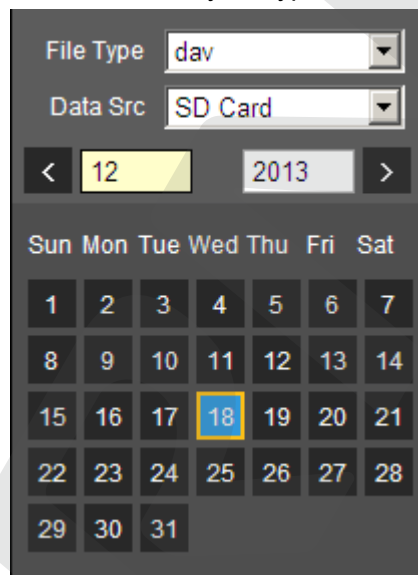 File Type dav
Data Src SD Card
< 12 2013 >
Sun Mon Tue Wed Thu Fri Sat
1 2 3 4 5 6 7
8 9 10 11 12 13 14
15 16 17 18 19 20 21
22 23 24 25 26 27 28
29 30 31